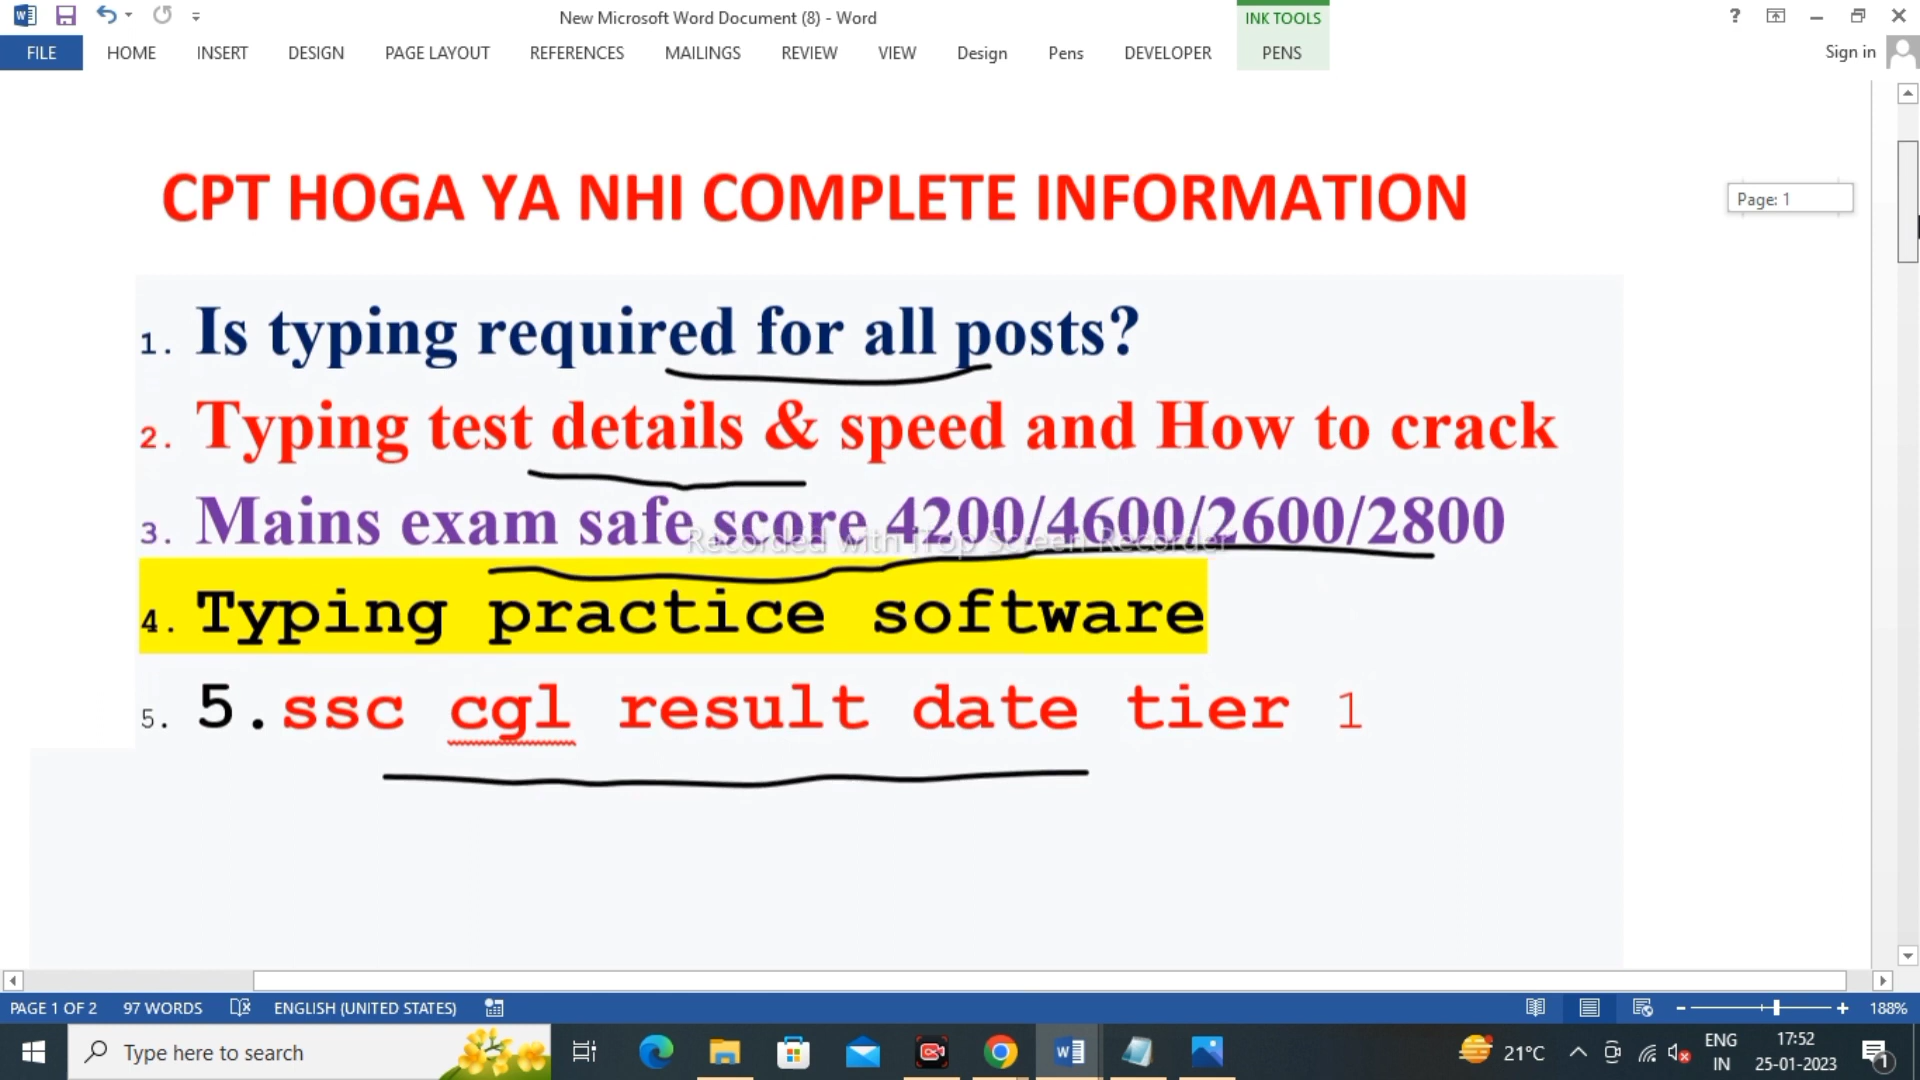 New Microsoft Word Document (8) - Word
INK TOOLS
?
FILE HOME INSERT DESIGN PAGE LAYOUT REFERENCES MAILINGS REVIEW VIEW Design Pens DEVELOPER PENS
Sign in
CPT HOGA YA NHI COMPLETE INFORMATION
Page: 1
1. Is typing required for all posts?
2. Typing test details & speed and How to crack
3. Mains exam safe score 4200/4600/2600/2800
Recorded with iTop Screen Recorder
4. Typing practice software
5. 5.ssc cgl result date tier 1
PAGE 1 OF 2 97 WORDS ENGLISH (UNITED STATES) 188%
Type here to search
21°C
ENG
IN
17:52
25-01-2023
1